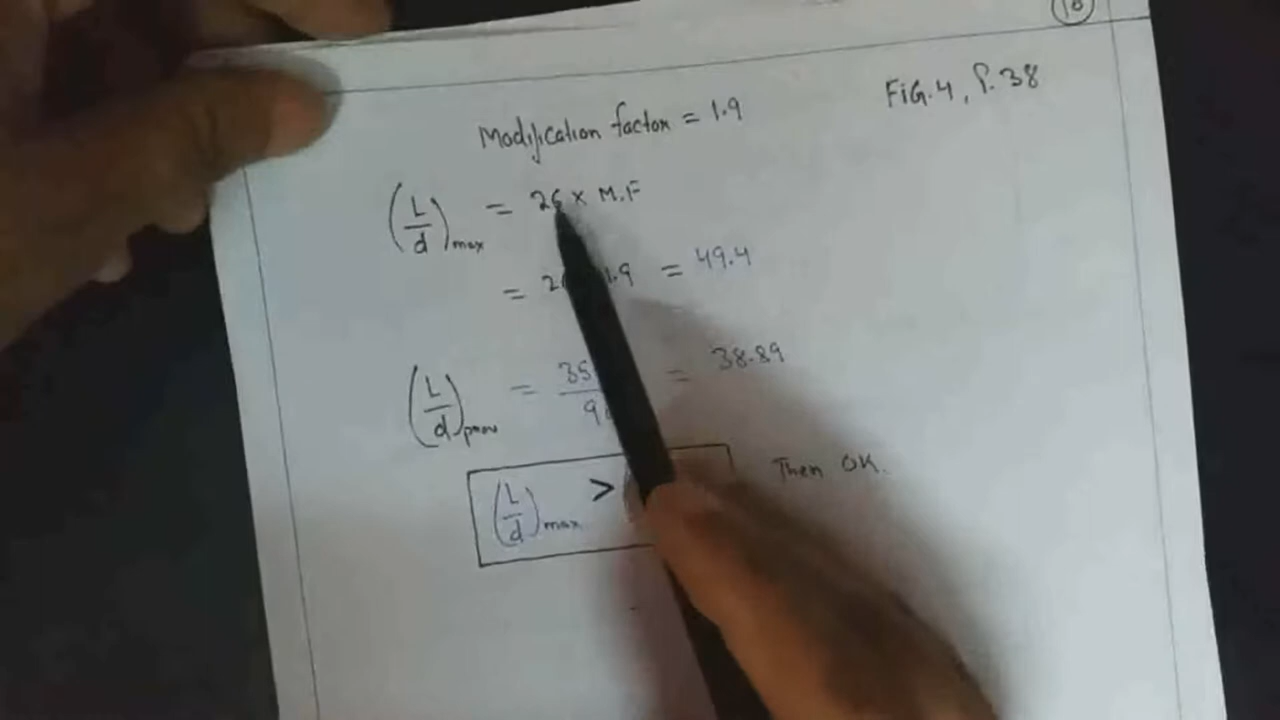 10
Modification factor = 1.9 FIG.4, P.38
(L/d)max = 26 x M.F
= 2 1.9 = 49.4
(L/d)prov = 35 / 9 = 38.89
(L/d)max > Then OK.